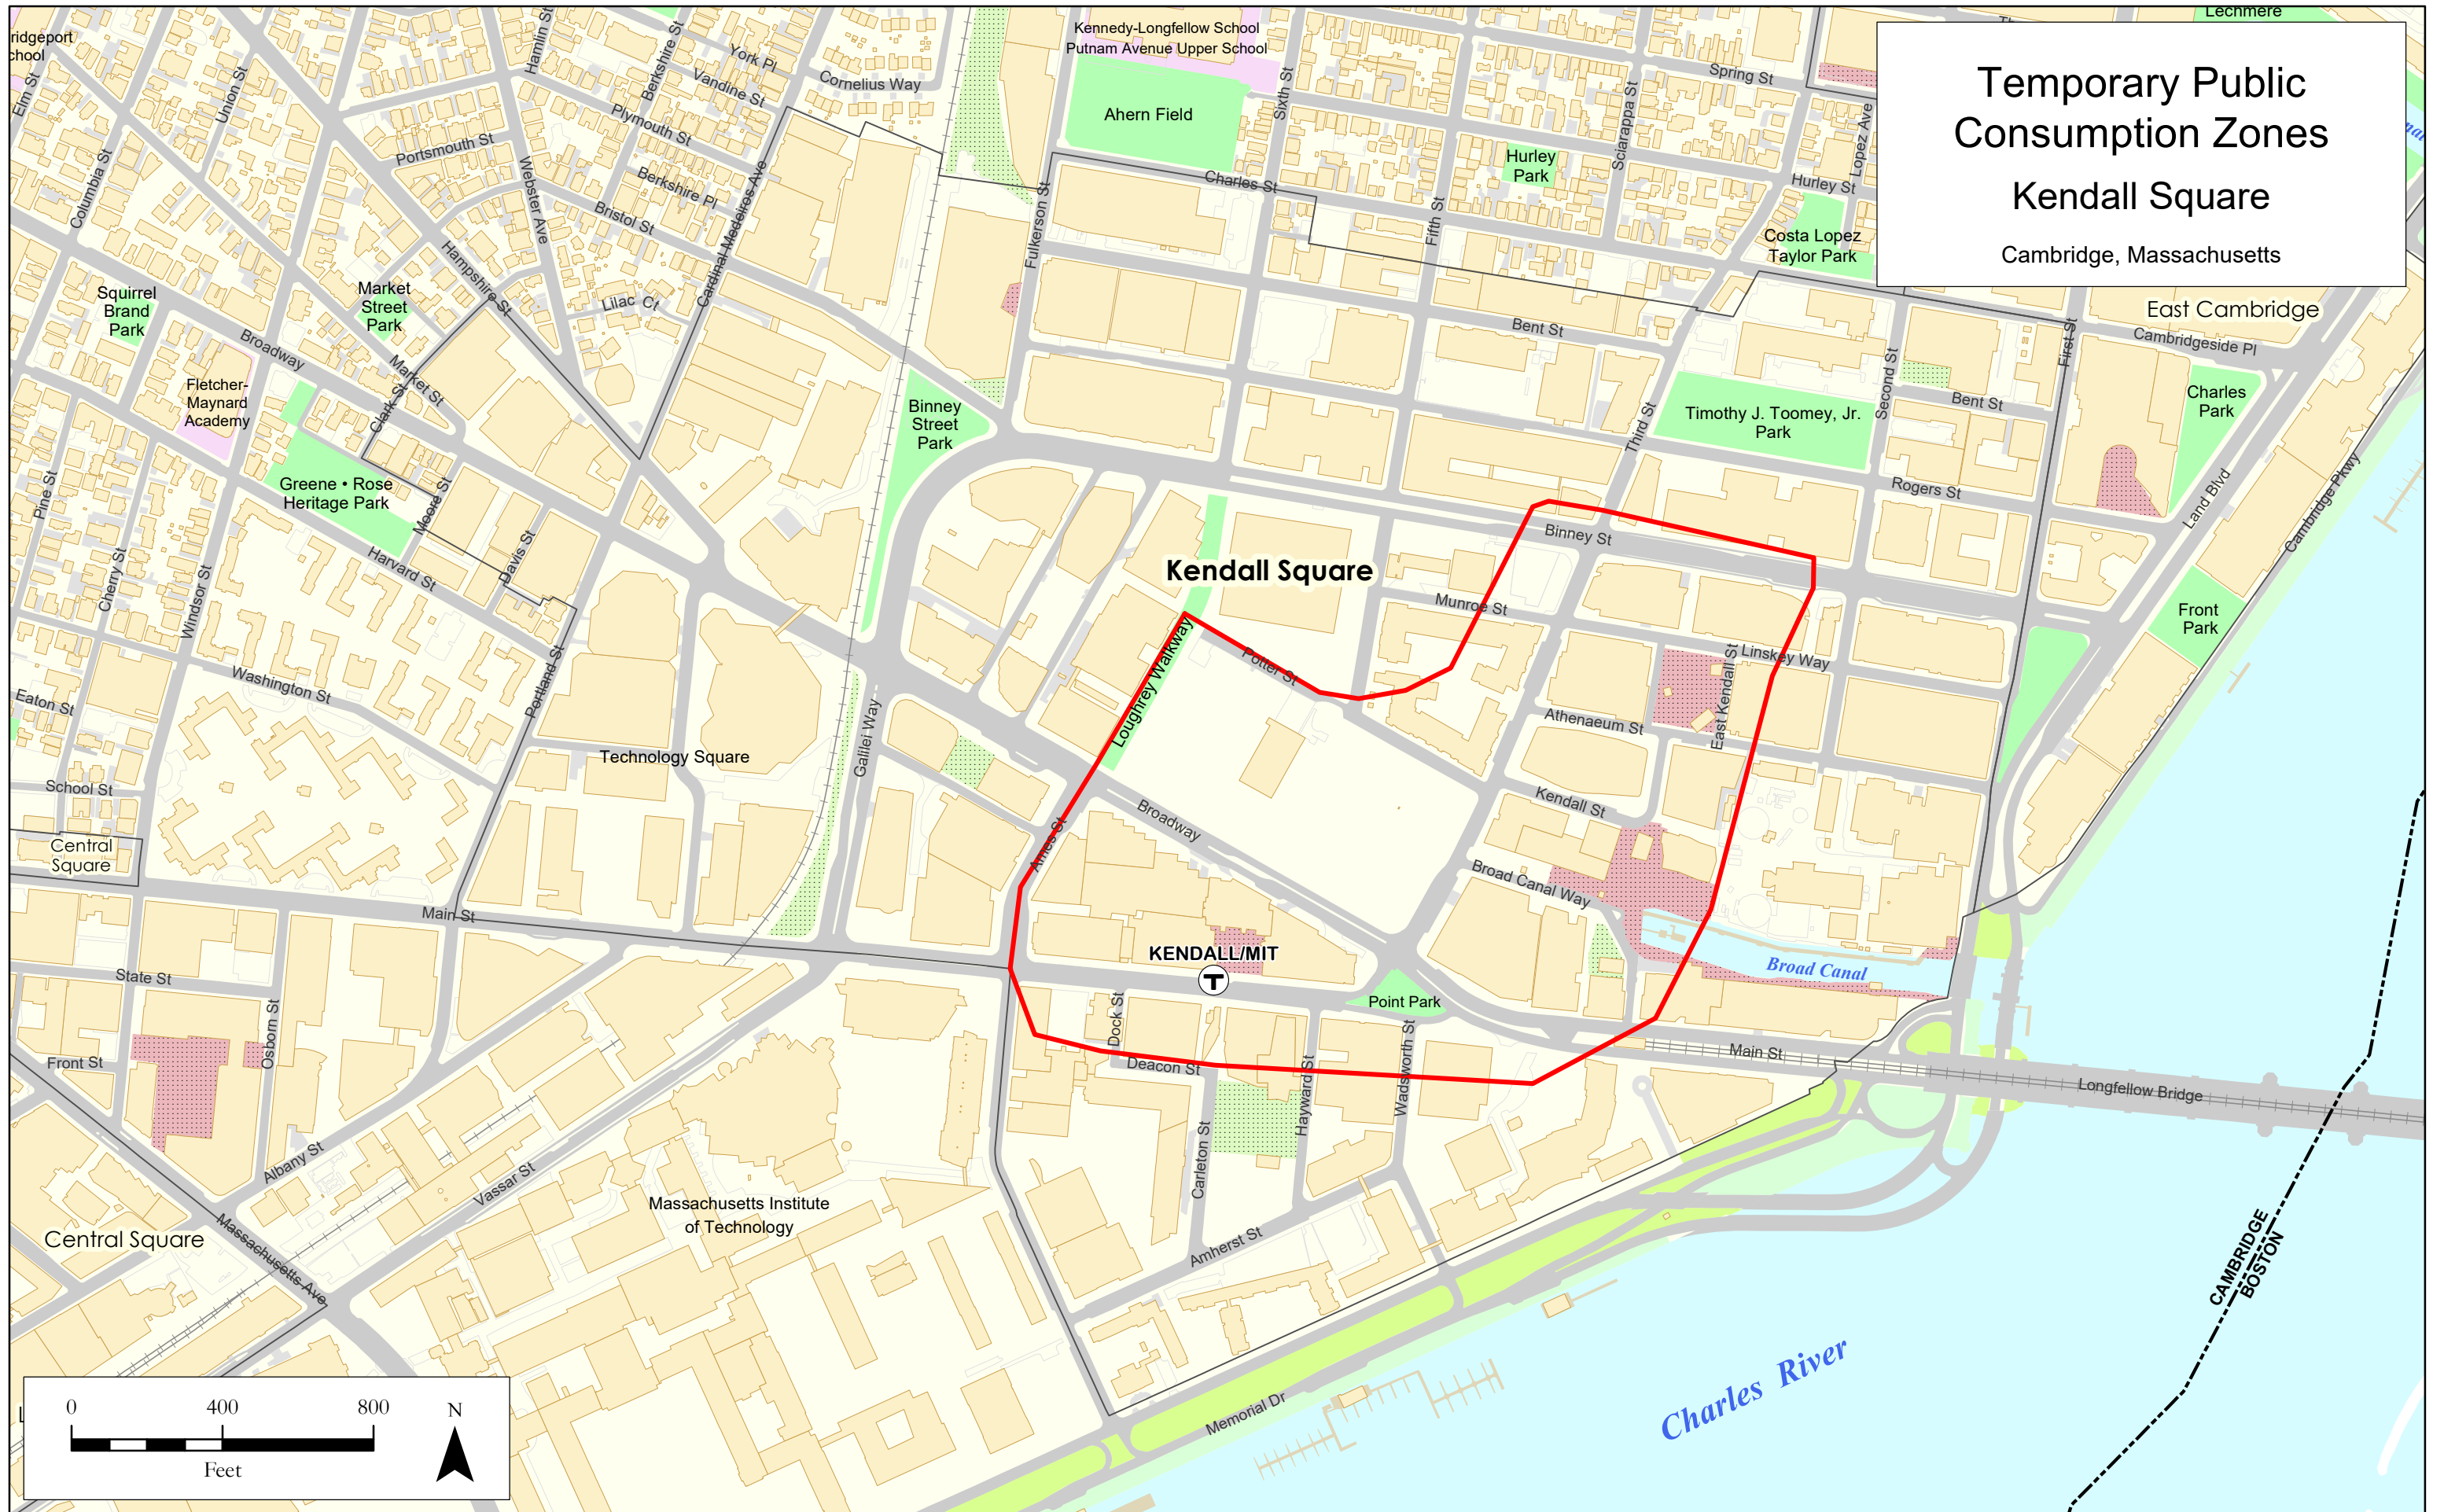 Temporary Public
Consumption Zones
Kendall Square
Cambridge, Massachusetts
Lechmere
ridgeport
chool
Elm St
Columbia St
Union St
Hamlin St
Berkshire St
York Pl
Vandine St
Cornelius Way
Plymouth St
Portsmouth St
Webster Ave
Berkshire Pl
Bristol St
Cardinal Medeiros Ave
Hampshire St
Lilac Ct
Kennedy-Longfellow School
Putnam Avenue Upper School
Ahern Field
Sixth St
Charles St
Fulkerson St
Fifth St
Hurley
Park
Sciarappa St
Spring St
Lopez Ave
Hurley St
Costa Lopez
Taylor Park
East Cambridge
Cambridgeside Pl
First St
Second St
Third St
Bent St
Bent St
Charles
Park
Timothy J. Toomey, Jr.
Park
Rogers St
Land Blvd
Cambridge Pkwy
Front
Park
Squirrel
Brand
Park
Market
Street
Park
Broadway
Market St
Clark St
Fletcher-
Maynard
Academy
Greene • Rose
Heritage Park
Moore St
Davis St
Harvard St
Pine St
Cherry St
Windsor St
Washington St
Portland St
Eaton St
School St
Central
Square
Technology Square
Galilei Way
Binney
Street
Park
Kendall Square
Binney St
Munroe St
Loughrey Walkway
Potter St
Linskey Way
East Kendall St
Athenaeum St
Kendall St
Broad Canal Way
Broad Canal
Broadway
Ames St
KENDALL/MIT
T
Point Park
Main St
Dock St
Deacon St
Hayward St
Wadsworth St
Carleton St
Amherst St
Main St
Longfellow Bridge
State St
Front St
Osborn St
Albany St
Vassar St
Massachusetts Ave
Central Square
Massachusetts Institute
of Technology
Memorial Dr
Charles River
CAMBRIDGE
BOSTON
0 400 800
Feet
N